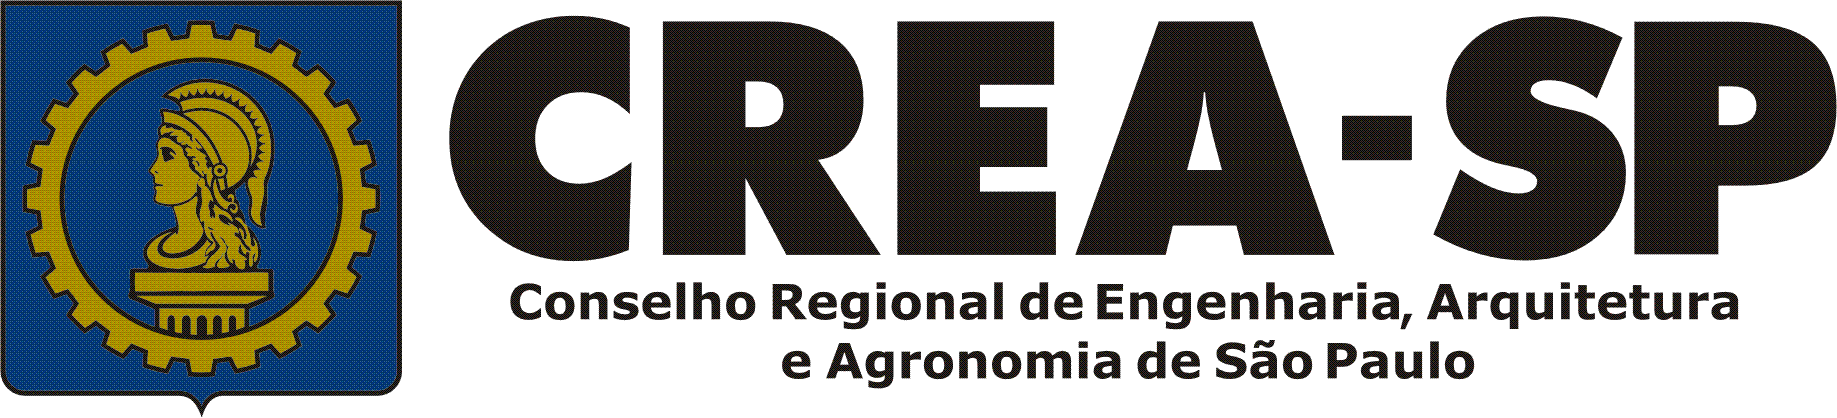 CREA-SP
Conselho Regional de Engenharia, Arquitetura
e Agronomia de São Paulo